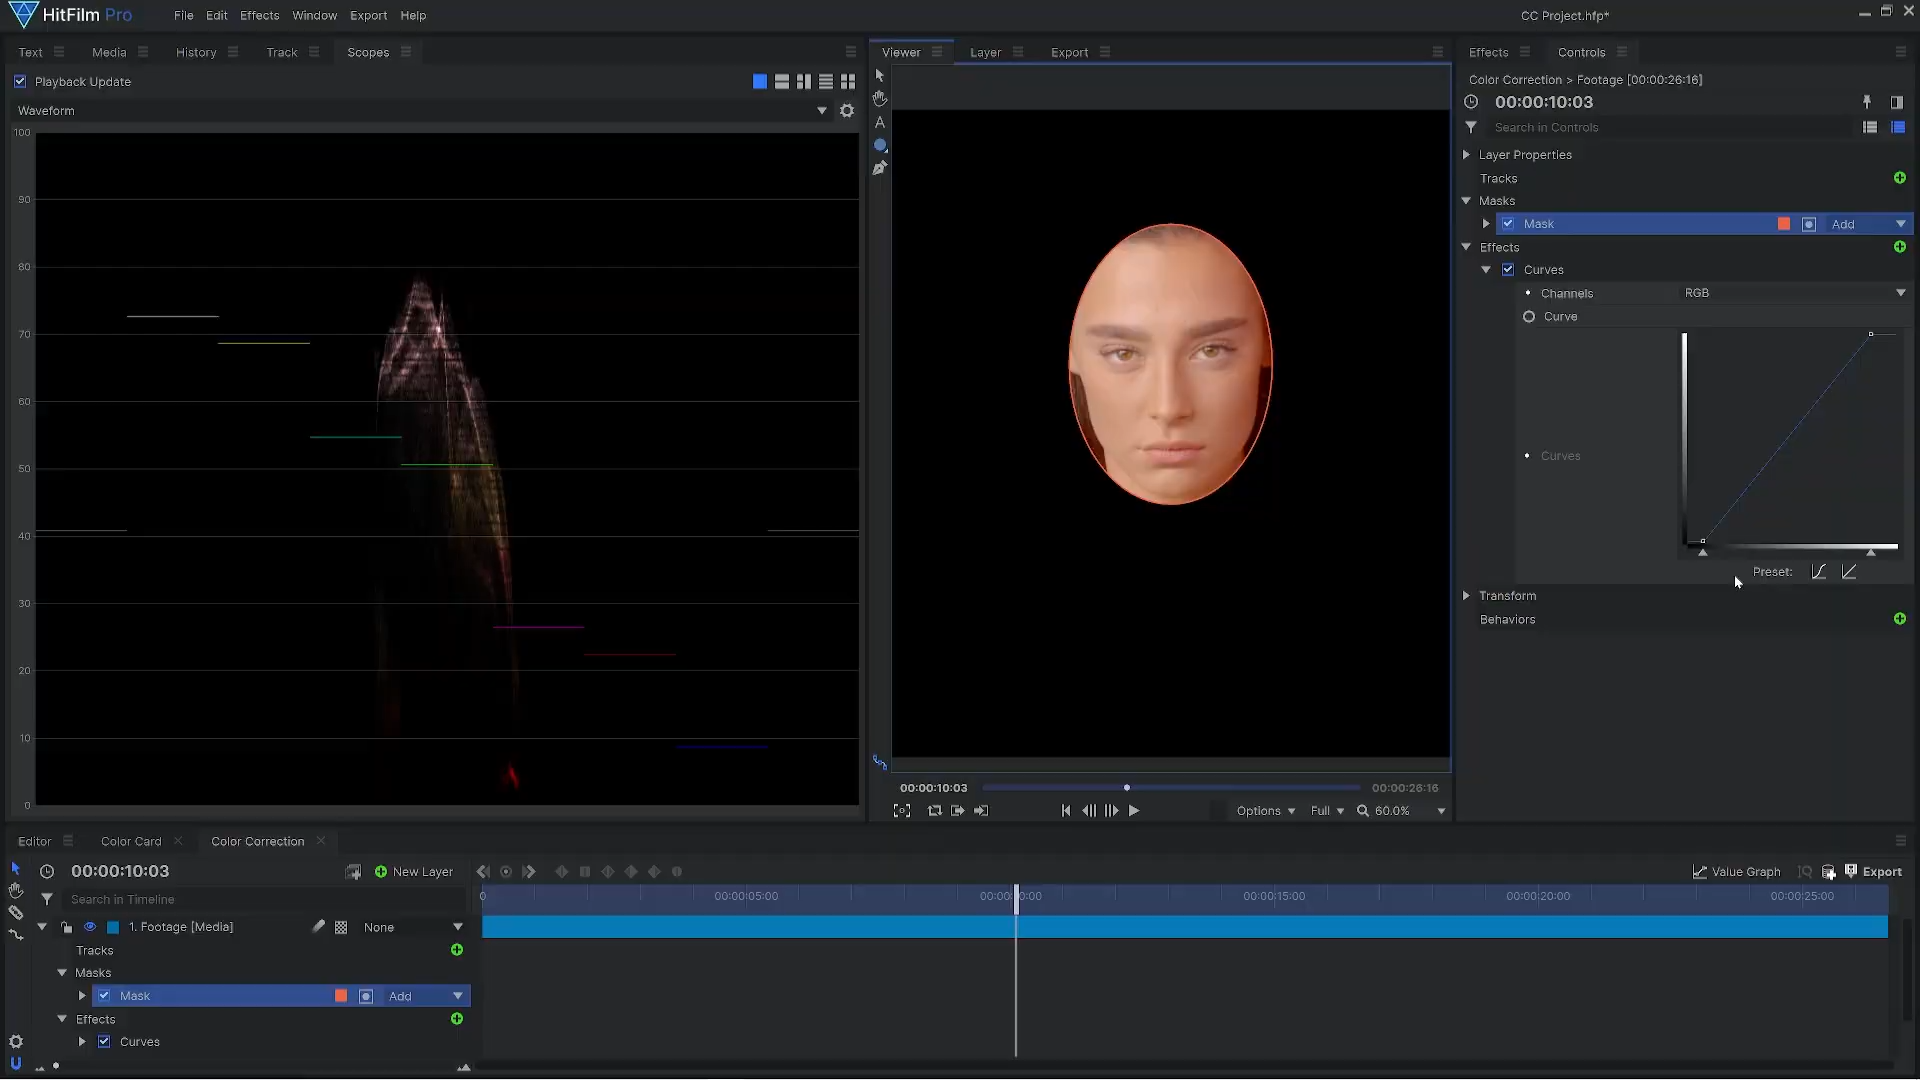 HitFilm Pro
File Edit Effects Window Export Help
CC Project.hfp*
Text Media History Track Scopes
Viewer Layer Export
Effects Controls
Playback Update
Color Correction > Footage [00:00:26:16]
00:00:10:03
Waveform
Search in Controls
100
90
80
70
60
50
40
30
20
10
0
A
Layer Properties
Tracks
Masks
Mask Add
Effects
Curves
Channels RGB
Curve
Curves
Preset:
Transform
Behaviors
00:00:10:03 00:00:26:16
Options Full 60.0%
Editor Color Card Color Correction
00:00:10:03 New Layer Value Graph Export
Search in Timeline
0 00:00:05:00 00:00:10:00 00:00:15:00 00:00:20:00 00:00:25:00
1. Footage [Media] None
Tracks
Masks
Mask Add
Effects
Curves